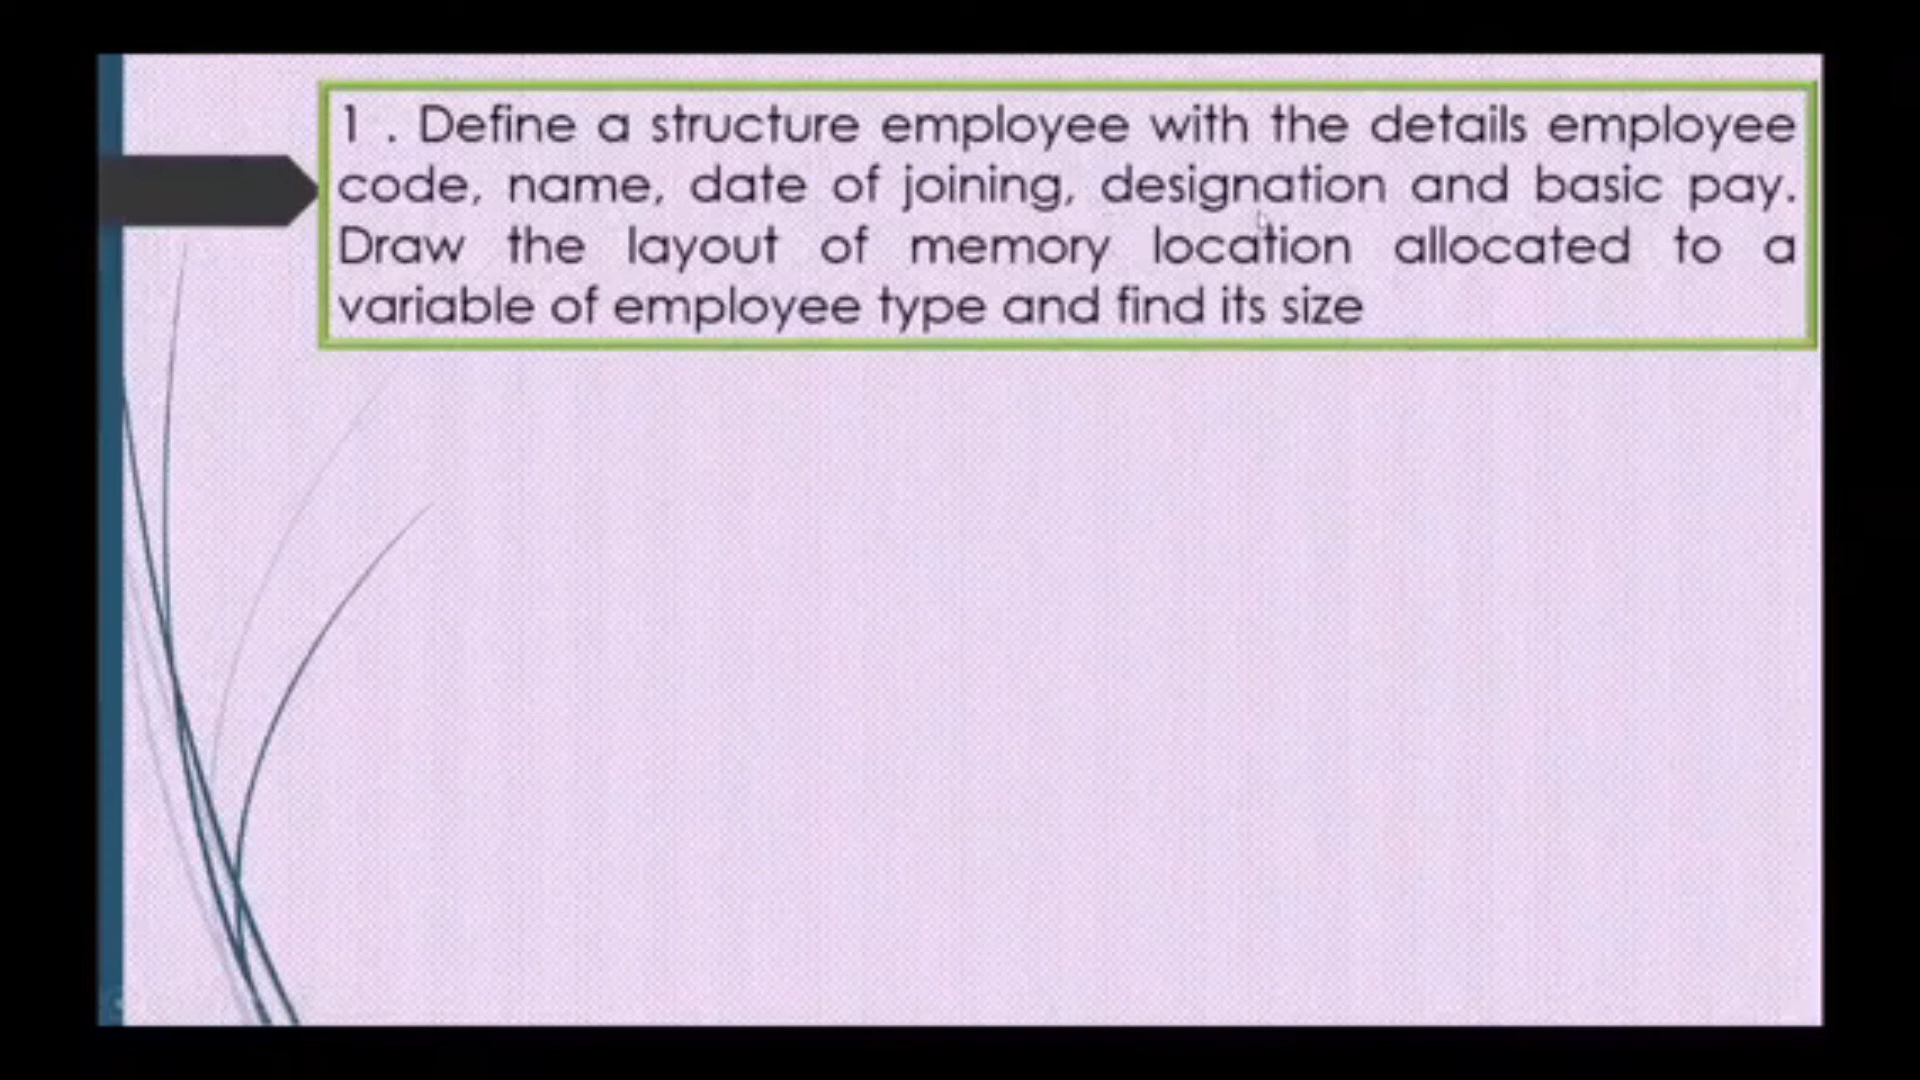 1 . Define a structure employee with the details employee
code, name, date of joining, designation and basic pay.
Draw the layout of memory location allocated to a
variable of employee type and find its size